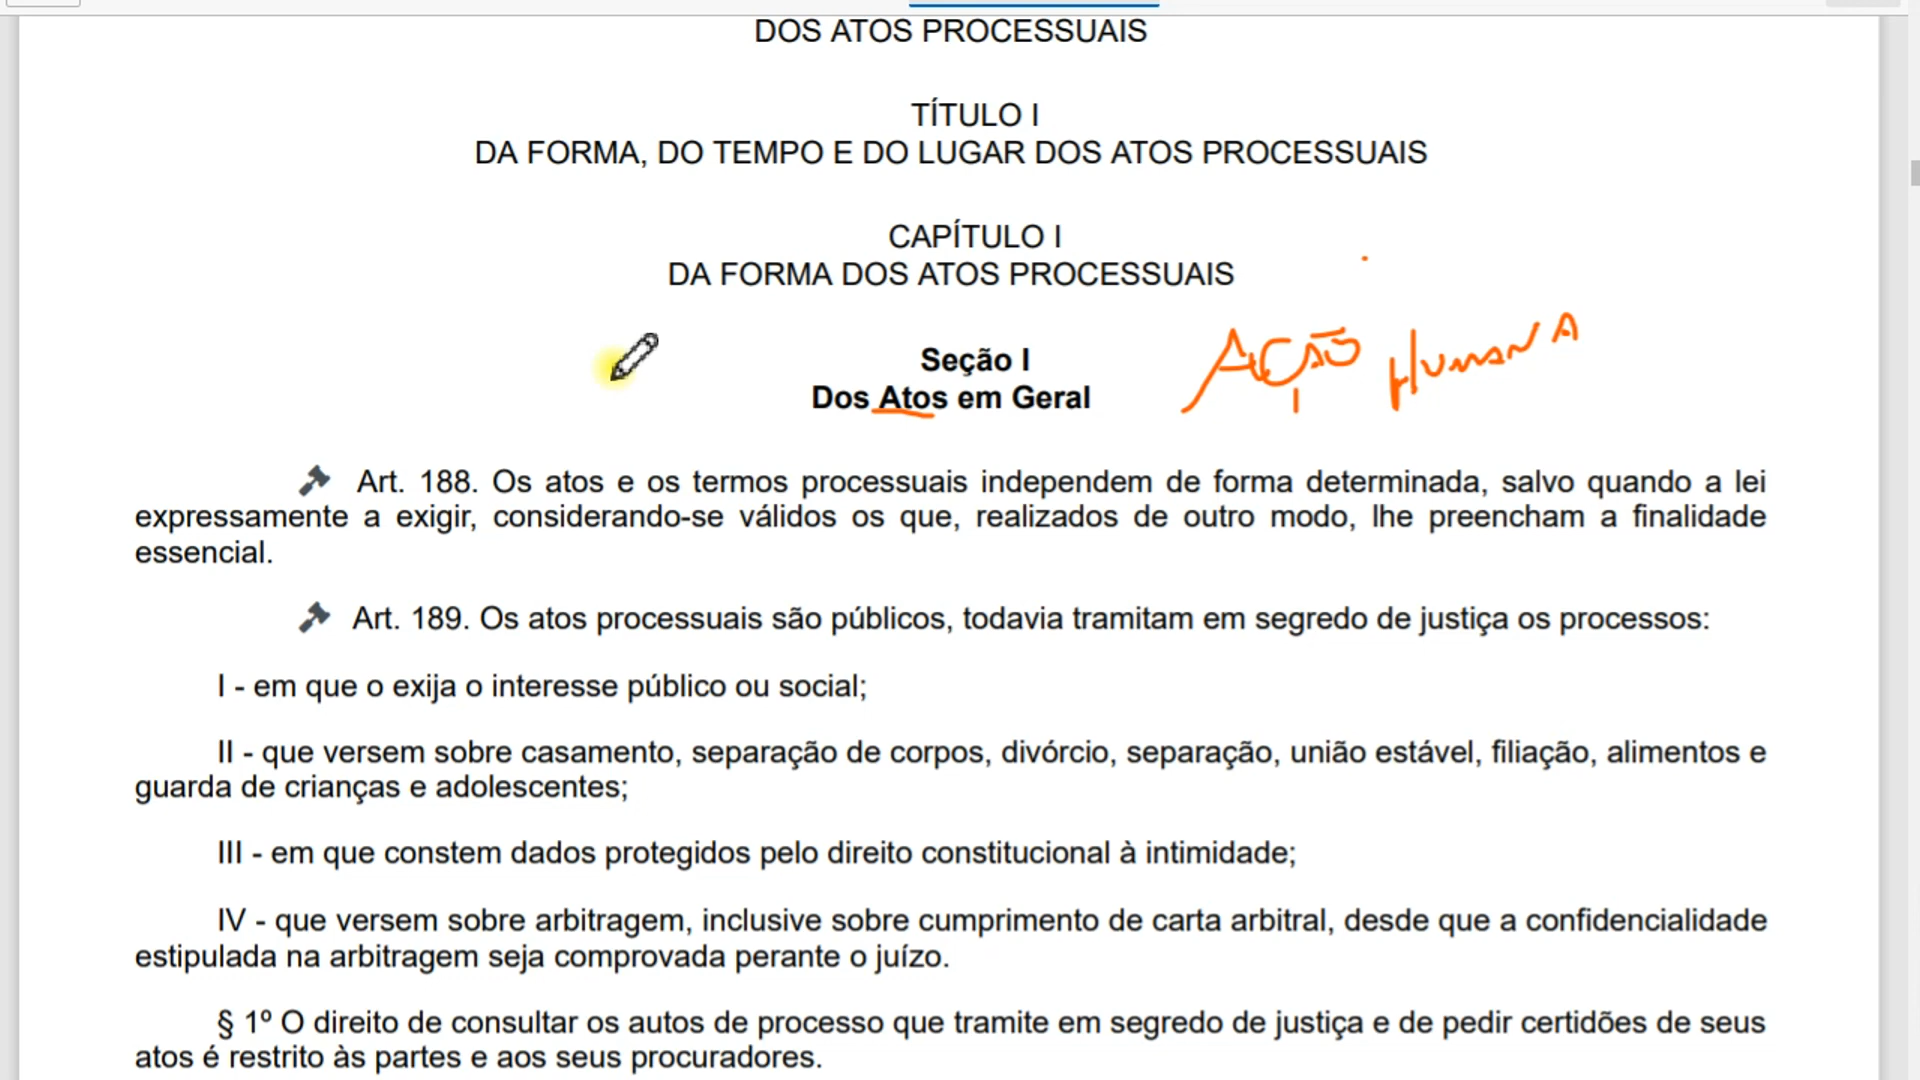 DOS ATOS PROCESSUAIS
TÍTULO I
DA FORMA, DO TEMPO E DO LUGAR DOS ATOS PROCESSUAIS
CAPÍTULO I
DA FORMA DOS ATOS PROCESSUAIS
Seção I
Dos Atos em Geral
AÇÃO HUMANA
Art. 188. Os atos e os termos processuais independem de forma determinada, salvo quando a lei
expressamente a exigir, considerando-se válidos os que, realizados de outro modo, lhe preencham a finalidade
essencial.
Art. 189. Os atos processuais são públicos, todavia tramitam em segredo de justiça os processos:
I - em que o exija o interesse público ou social;
II - que versem sobre casamento, separação de corpos, divórcio, separação, união estável, filiação, alimentos e
guarda de crianças e adolescentes;
III - em que constem dados protegidos pelo direito constitucional à intimidade;
IV - que versem sobre arbitragem, inclusive sobre cumprimento de carta arbitral, desde que a confidencialidade
estipulada na arbitragem seja comprovada perante o juízo.
§ 1º O direito de consultar os autos de processo que tramite em segredo de justiça e de pedir certidões de seus
atos é restrito às partes e aos seus procuradores.